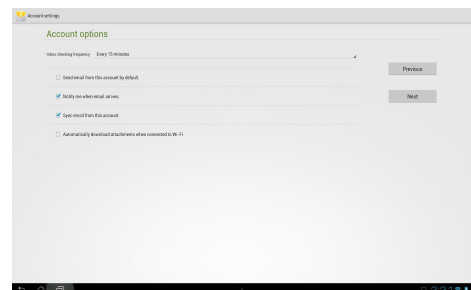 Account settings
Account options
Inbox checking frequency Every 15 minutes
Previous
Send email from this account by default.
Notify me when email arrives.
Next
Sync email from this account.
Automatically download attachments when connected to Wi-Fi